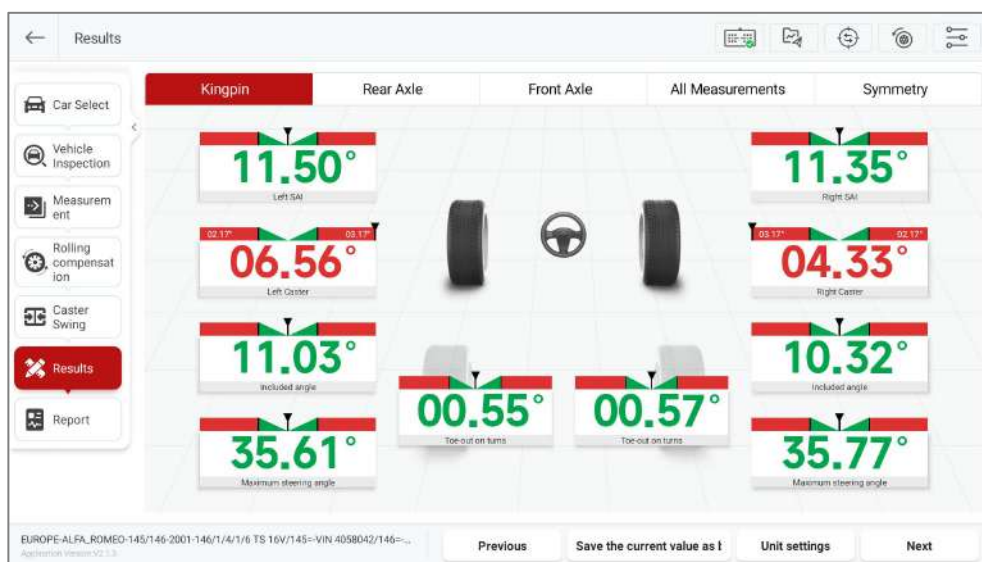 Results
Kingpin
Rear Axle
Front Axle
All Measurements
Symmetry
Car Select
Vehicle
Inspection
Measurem
ent
Rolling
compensat
ion
Caster
Swing
Results
Report
11.50°
Left SAI
11.35°
Right SAI
02.17° 03.17°
06.56°
Left Caster
03.17° 02.17°
04.33°
Right Caster
11.03°
Included angle
10.32°
Included angle
00.55°
Toe-out on turns
00.57°
Toe-out on turns
35.61°
Maximum steering angle
35.77°
Maximum steering angle
EUROPE-ALFA_ROMEO-145/146-2001-146/1/4/1/6 TS 16V/145=-VIN 4058042/146=-...
Application Version:V2.1.3
Previous
Save the current value as t
Unit settings
Next